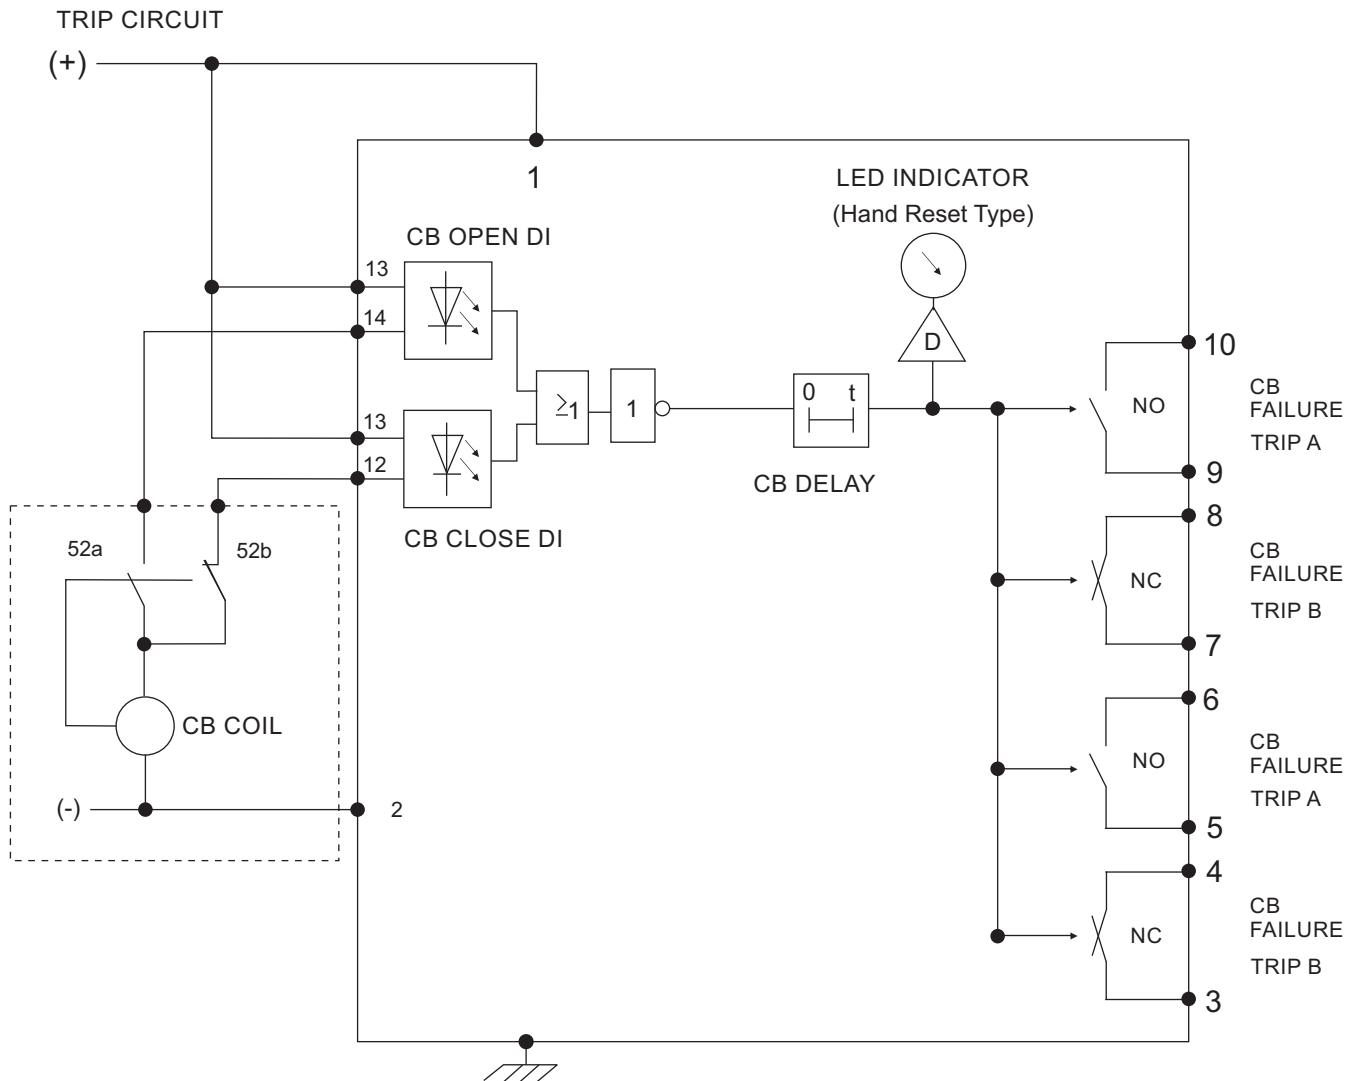 TRIP CIRCUIT
(+)
1
LED INDICATOR
(Hand Reset Type)
CB OPEN DI
13
14
D
10
NO
CB
FAILURE
TRIP A
9
≥1
1
0 t
CB DELAY
13
12
CB CLOSE DI
8
NC
CB
FAILURE
TRIP B
7
52a
52b
6
NO
CB
FAILURE
TRIP A
5
CB COIL
(-)
2
4
NC
CB
FAILURE
TRIP B
3